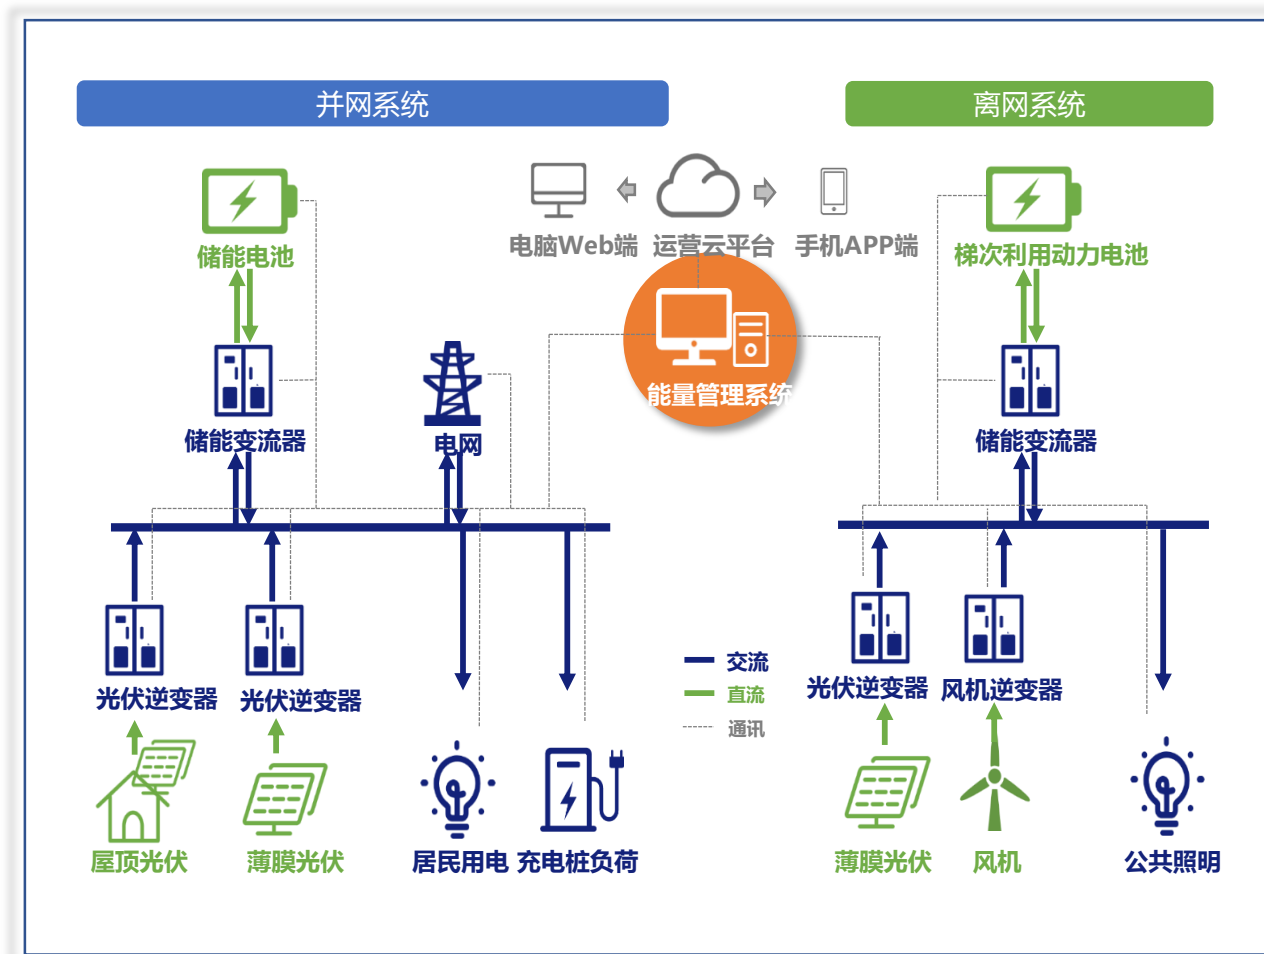 并网系统
离网系统
电脑Web端
运营云平台
手机APP端
储能电池
梯次利用动力电池
能量管理系统
储能变流器
电网
储能变流器
交流
直流
通讯
光伏逆变器
光伏逆变器
光伏逆变器
风机逆变器
屋顶光伏
薄膜光伏
居民用电
充电桩负荷
薄膜光伏
风机
公共照明